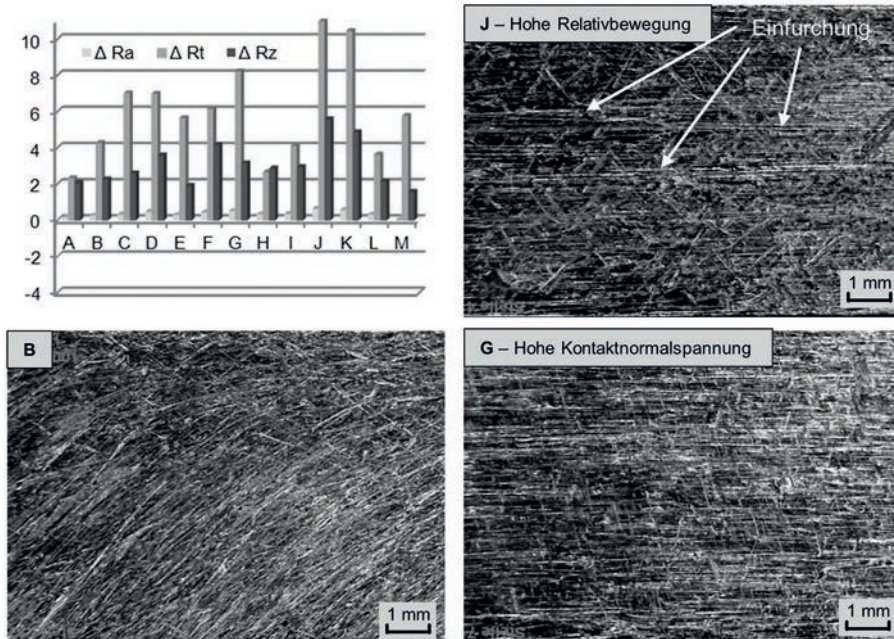 10
8
6
4
2
0
-2
-4
Δ Ra Δ Rt Δ Rz
A B C D E F G H I J K L M
J – Hohe Relativbewegung
Einfurchung
1 mm
B
1 mm
G – Hohe Kontaktnormalspannung
1 mm